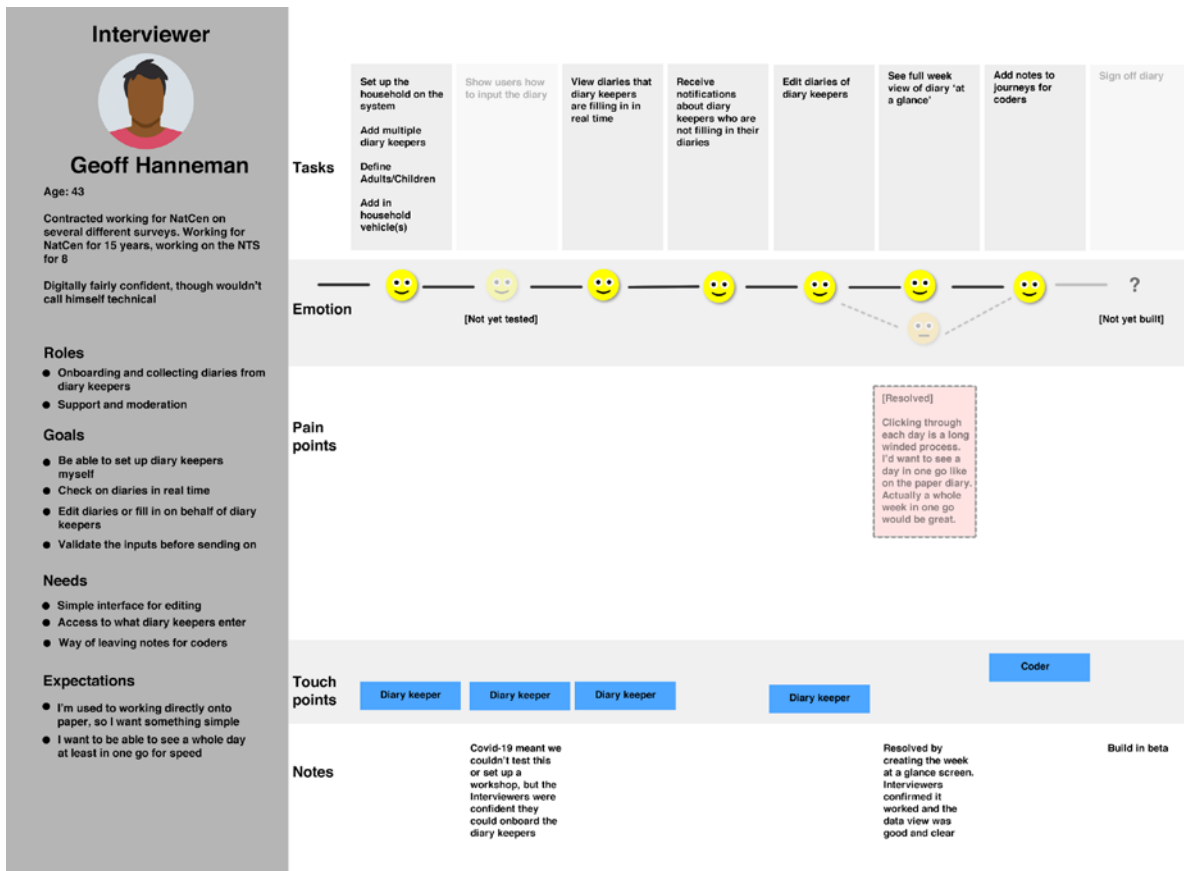 Interviewer
Geoff Hanneman
Age: 43
Contracted working for NatCen on
several different surveys. Working for
NatCen for 15 years, working on the NTS
for 8
Digitally fairly confident, though wouldn't
call himself technical
Roles
Onboarding and collecting diaries from
diary keepers
Support and moderation
Goals
Be able to set up diary keepers
myself
Check on diaries in real time
Edit diaries or fill in on behalf of diary
keepers
Validate the inputs before sending on
Needs
Simple interface for editing
Access to what diary keepers enter
Way of leaving notes for coders
Expectations
I'm used to working directly onto
paper, so I want something simple
I want to be able to see a whole day
at least in one go for speed
Tasks
Set up the
household on the
system
Add multiple
diary keepers
Define
Adults/Children
Add in
household
vehicle(s)
Show users how
to input the diary
View diaries that
diary keepers
are filling in in
real time
Receive
notifications
about diary
keepers who are
not filling in their
diaries
Edit diaries of
diary keepers
See full week
view of diary 'at
a glance'
Add notes to
journeys for
coders
Sign off diary
Emotion
[Not yet tested]
?
[Not yet built]
Pain
points
[Resolved]
Clicking through
each day is a long
winded process.
I'd want to see a
day in one go like
on the paper diary.
Actually a whole
week in one go
would be great.
Touch
points
Diary keeper
Diary keeper
Diary keeper
Diary keeper
Coder
Notes
Covid-19 meant we
couldn't test this
or set up a
workshop, but the
Interviewers were
confident they
could onboard the
diary keepers
Resolved by
creating the week
at a glance screen.
Interviewers
confirmed it
worked and the
data view was
good and clear
Build in beta